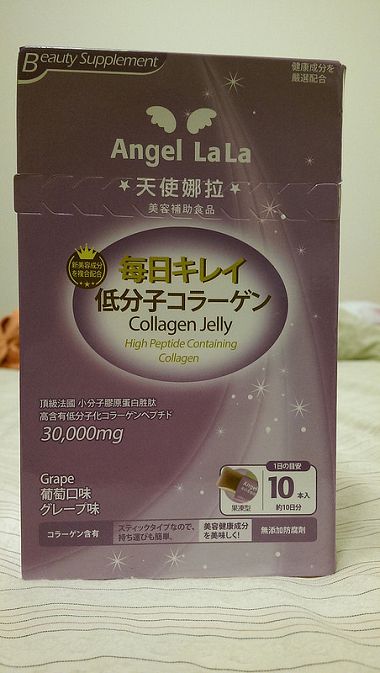 Beauty Supplement
健康成分を
厳選配合
Angel LaLa
天使娜拉
美容補助食品
新美容成分
を複合配合
毎日キレイ
低分子コラーゲン
Collagen Jelly
High Peptide Containing
Collagen
頂級法國 小分子膠原蛋白胜肽
高含有低分子化コラーゲンペプチド
30,000mg
Grape
葡萄口味
グレープ味
1日の目安
10本入
約10日分
Angel
果凍型
コラーゲン含有
スティックタイプなので、
持ち運びも簡単。
美容健康成分
を美味しく!
無添加防腐劑